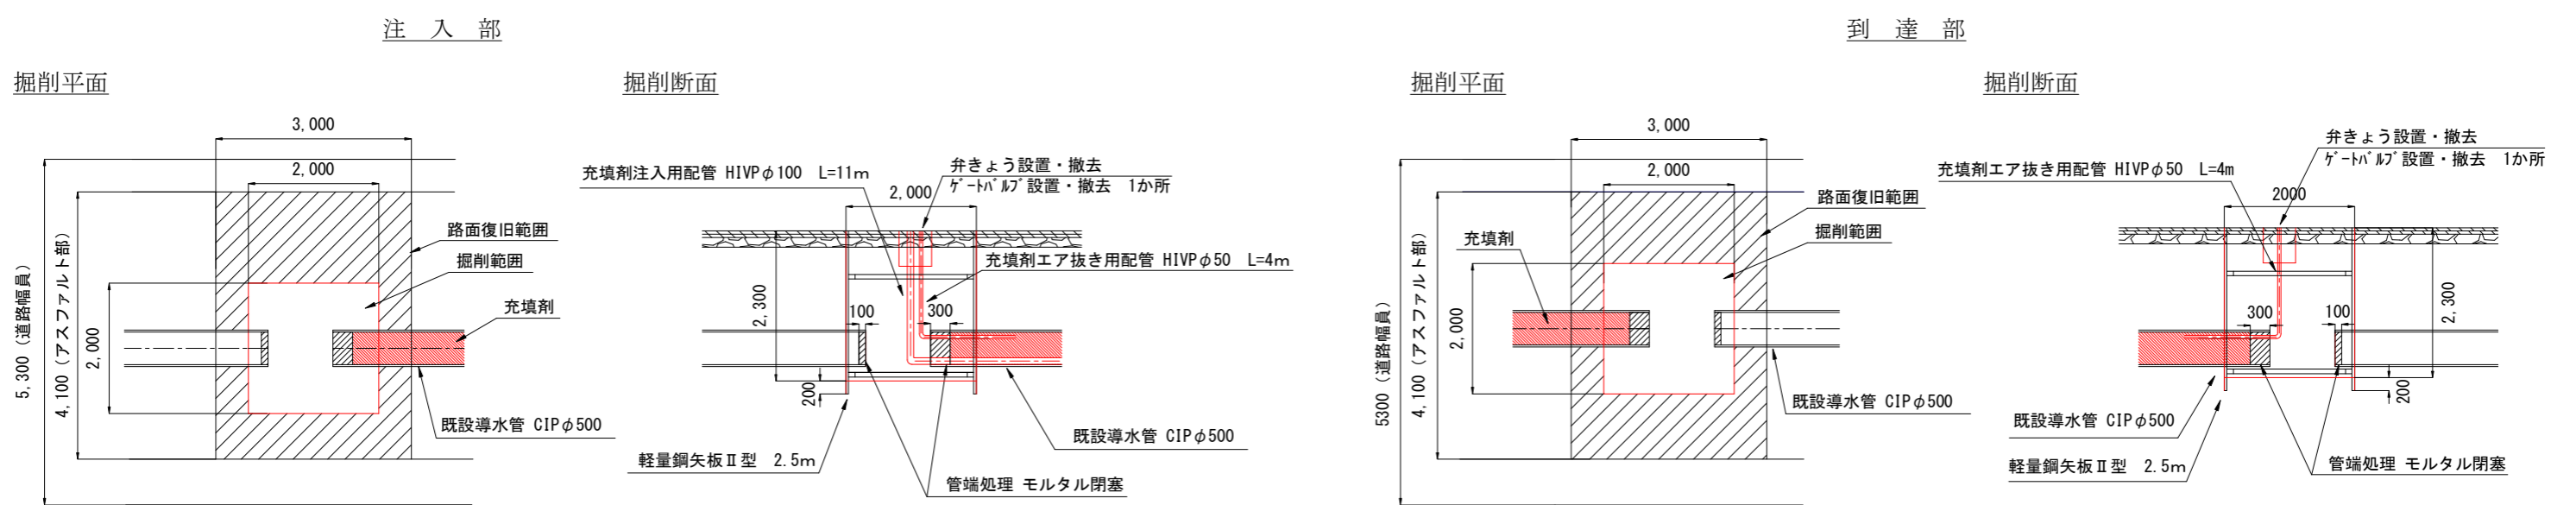 注 入 部
掘削平面
3,000
2,000
5,300(道路幅員)
4,100(アスファルト部)
2,000
路面復旧範囲
掘削範囲
充填剤
既設導水管 CIPφ500
掘削断面
充填剤注入用配管 HIVPφ100 L=11m
弁きょう設置・撤去
ゲートバルブ設置・撤去 1か所
2,000
充填剤エア抜き用配管 HIVPφ50 L=4m
2,300
100
300
200
既設導水管 CIPφ500
軽量鋼矢板Ⅱ型 2.5m
管端処理 モルタル閉塞
到 達 部
掘削平面
3,000
2,000
5300(道路幅員)
4,100(アスファルト部)
2,000
充填剤
路面復旧範囲
掘削範囲
既設導水管 CIPφ500
掘削断面
弁きょう設置・撤去
ゲートバルブ設置・撤去 1か所
充填剤エア抜き用配管 HIVPφ50 L=4m
2000
300
100
2,300
200
既設導水管 CIPφ500
軽量鋼矢板Ⅱ型 2.5m
管端処理 モルタル閉塞